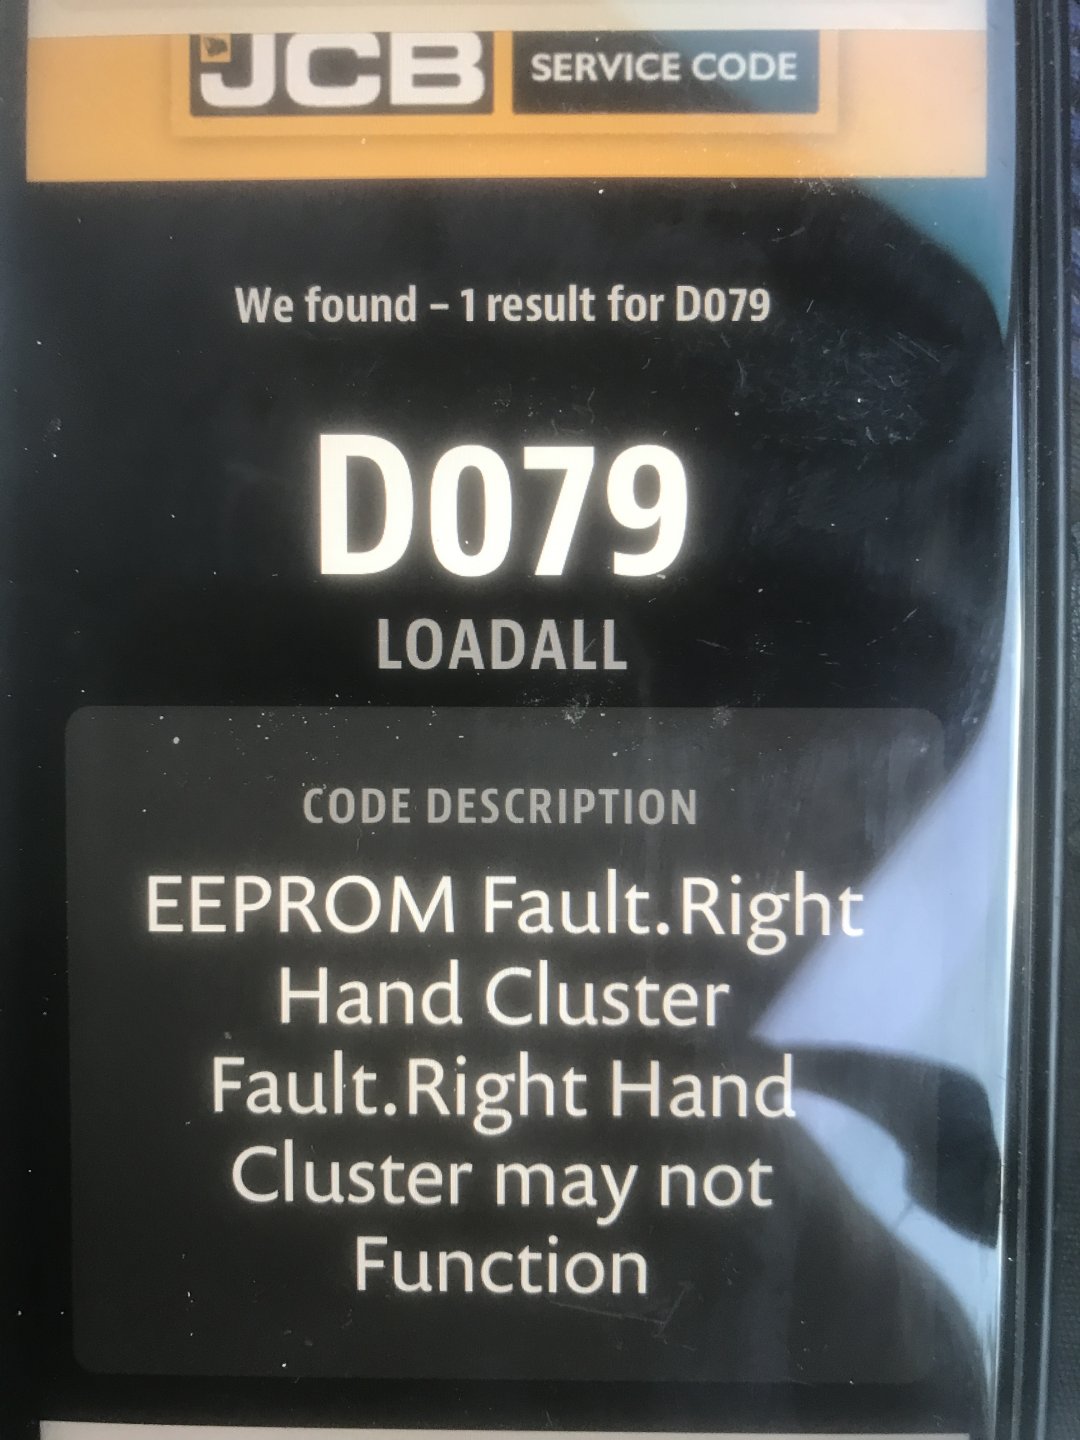 JCB SERVICE CODE
We found – 1 result for D079
D079
LOADALL
CODE DESCRIPTION
EEPROM Fault.Right
Hand Cluster
Fault.Right Hand
Cluster may not
Function